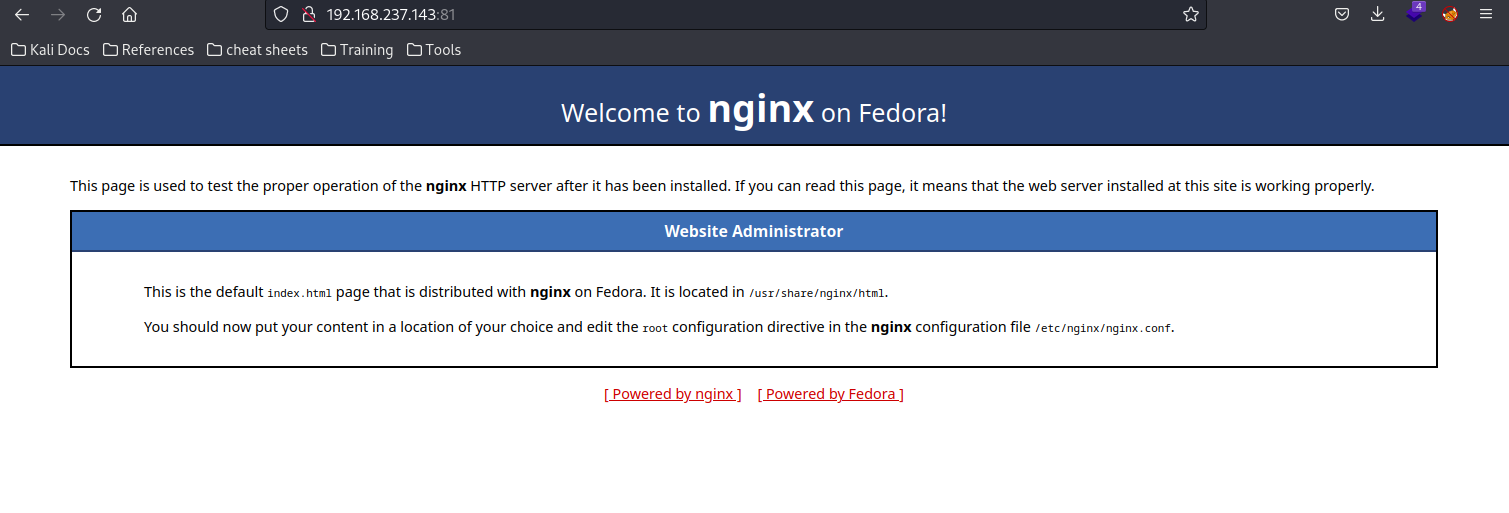 192.168.237.143:81
4
Kali Docs References cheat sheets Training Tools
Welcome to nginx on Fedora!
This page is used to test the proper operation of the nginx HTTP server after it has been installed. If you can read this page, it means that the web server installed at this site is working properly.
Website Administrator
This is the default index.html page that is distributed with nginx on Fedora. It is located in /usr/share/nginx/html.
You should now put your content in a location of your choice and edit the root configuration directive in the nginx configuration file /etc/nginx/nginx.conf.
[ Powered by nginx ] [ Powered by Fedora ]